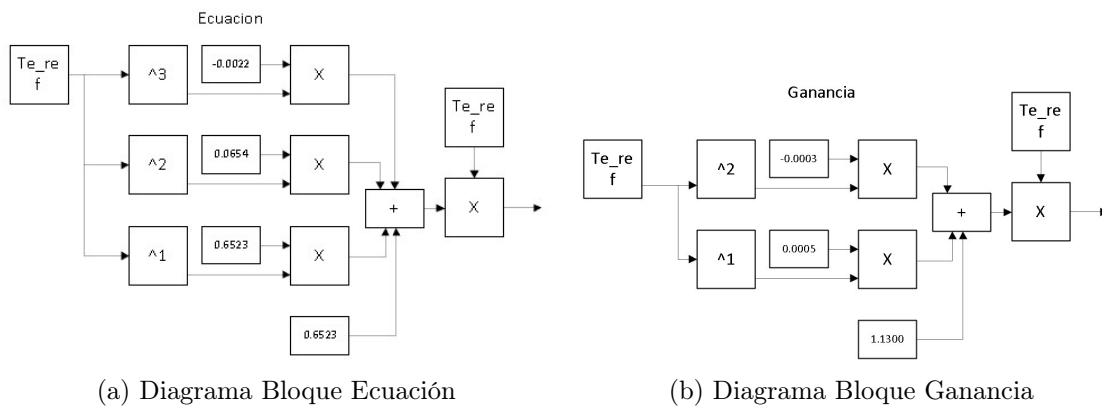 Ecuacion
Te_re
f
^3
-0.0022
X
^2
0.0654
X
Te_re
f
+
X
^1
0.6523
X
0.6523
(a) Diagrama Bloque Ecuación
Ganancia
Te_re
f
Te_re
f
^2
-0.0003
X
+
X
^1
0.0005
X
1.1300
(b) Diagrama Bloque Ganancia